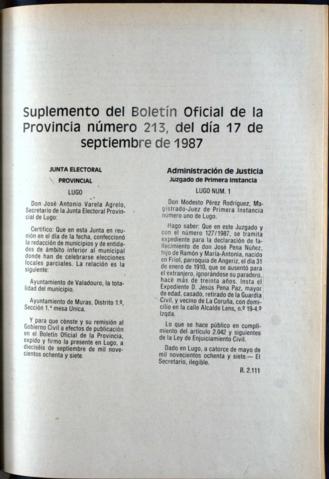 Suplemento del Boletín Oficial de la
Provincia número 213, del día 17 de
septiembre de 1987
JUNTA ELECTORAL
PROVINCIAL
LUGO
Don José Antonio Varela Agrelo,
Secretario de la Junta Electoral Provin-
cial de Lugo:
Certifico: Que en esta Junta en reu-
nión en el día de la fecha, confeccionó
la redacción de municipios y de entida-
des de ámbito inferior al municipal
donde han de celebrarse elecciones
locales parciales. La relación es la
siguiente:
Ayuntamiento de Valadouro, la tota-
lidad del municipio.
Ayuntamiento de Muras, Distrito 1.º,
Sección 1.ª mesa Unica.
Y para que cónste y su remisión al
Gobierno Civil a efectos de publicación
en el Boletín Oficial de la Provincia,
expido y firmo la presente en Lugo, a
dieciséis de septiembre de mil nove-
cientos ochenta y siete.
Administración de Justicia
Juzgado de Primera Instancia
LUGO NUM. 1
Don Modesto Pérez Rodríguez, Ma-
gistrado-Juez de Primera Instancia
número uno de Lugo.
Hago saber: Que en este Juzgado y
con el número 127/1987, se tramita
expediente para la declaración de fa-
llecimiento de don José Pena Núñez,
hijo de Ramón y María-Antonia, nacido
en Friol, parroquia de Angeriz, el día 31
de enero de 1910, que se ausentó para
el extranjero, ignorándose su paradero,
hace más de treinta años. Insta el
Expediente D. Jesús Pena Paz, mayor
de edad, casado, retirado de la Guardia
Civil, y vecino de La Coruña, con domi-
cilio en la calle Alcalde Lens, n.º 19-4.º
Izqda.
Lo que se hace público en cumpli-
miento del artículo 2.042 y siguientes
de la Ley de Enjuiciamiento Civil.
Dado en Lugo, a catorce de mayo de
mil novecientos ochenta y siete.— El
Secretario, ilegible.
R. 2.111